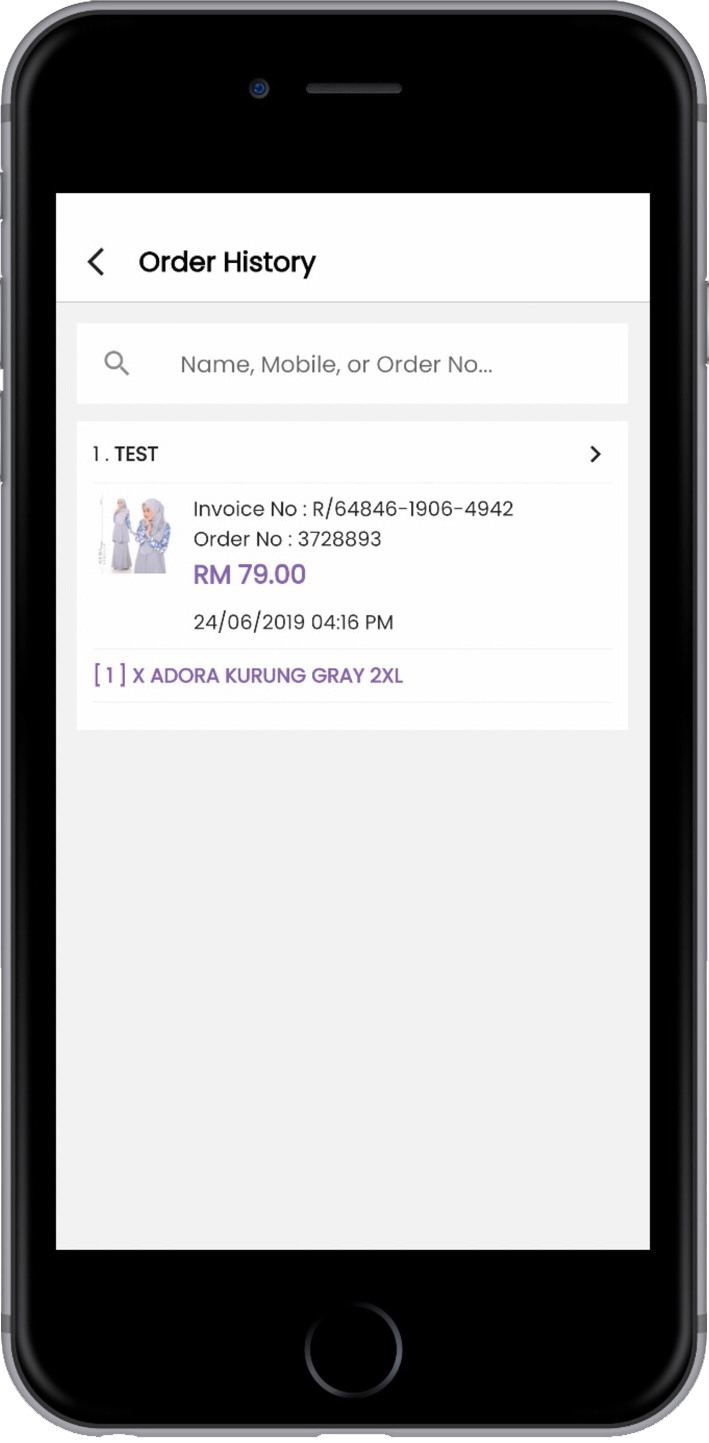 Order History
Name, Mobile, or Order No...
1 . TEST
Invoice No : R/64846-1906-4942
Order No : 3728893
RM 79.00
24/06/2019 04:16 PM
[ 1 ] X ADORA KURUNG GRAY 2XL